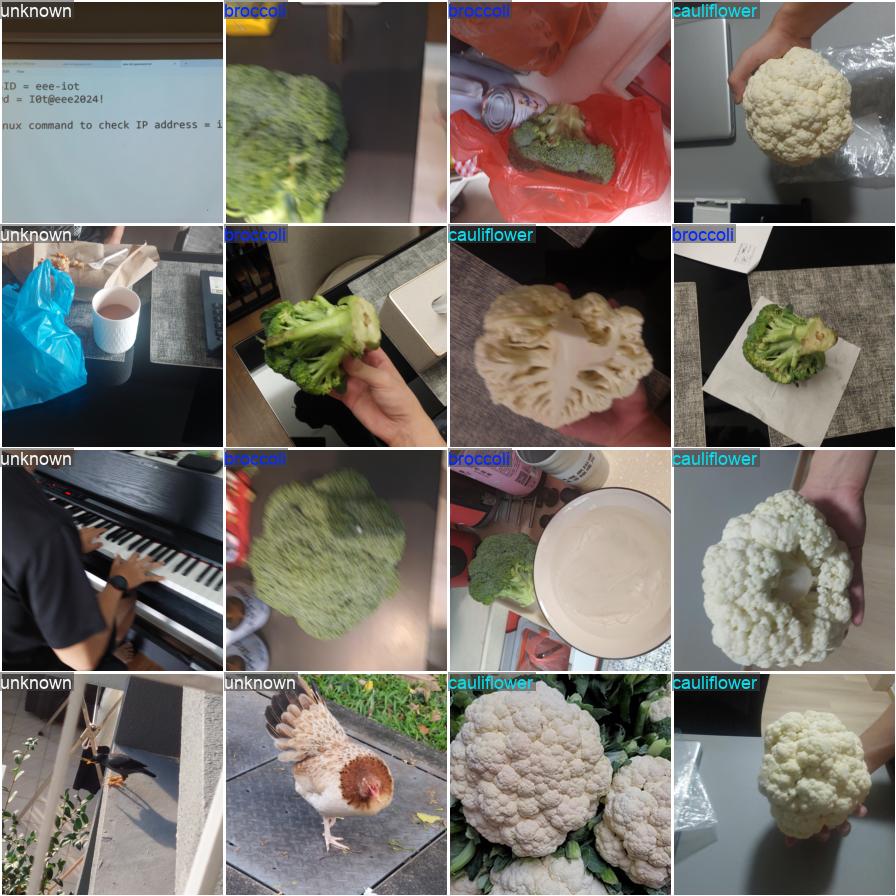 unknown
broccoli
broccoli
cauliflower
ID = eee-iot
d = I0t@eee2024!
nux command to check IP address = i
unknown
broccoli
cauliflower
broccoli
unknown
broccoli
broccoli
cauliflower
unknown
unknown
cauliflower
cauliflower